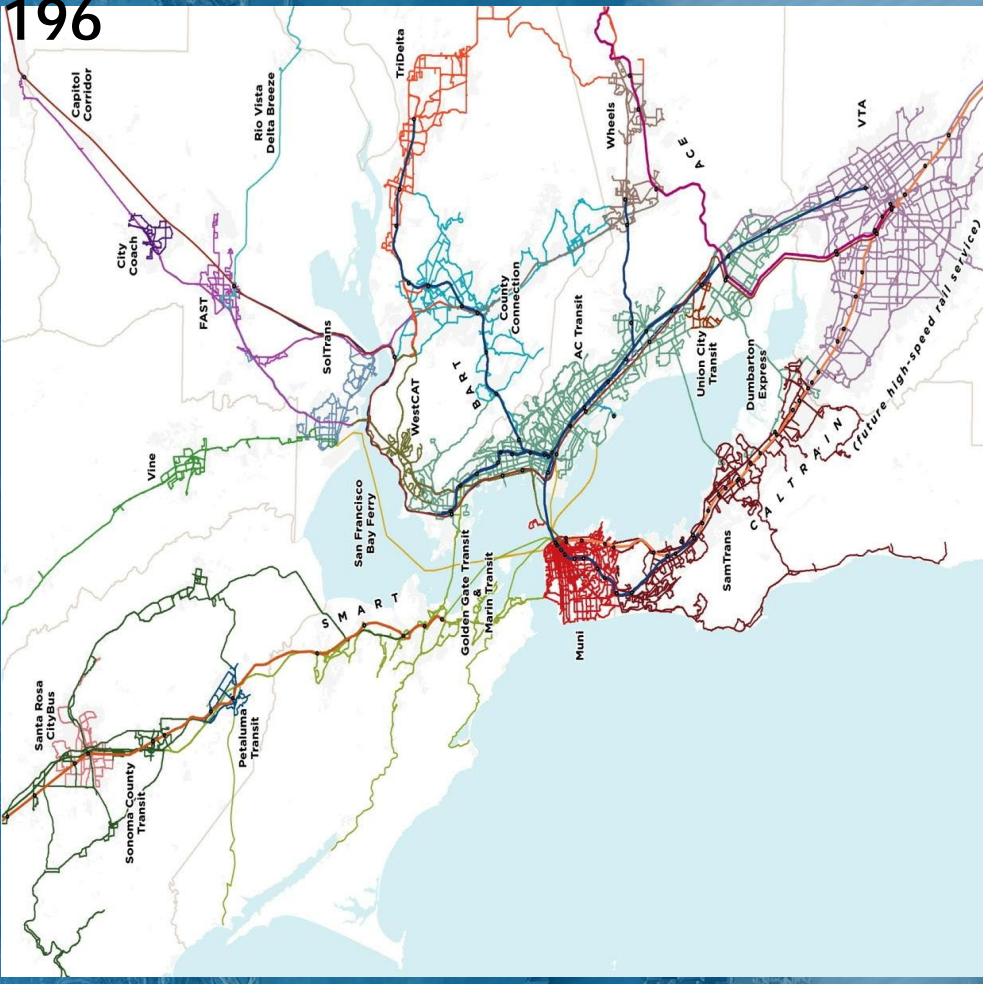 196
Capitol
Corridor
Rio Vista
Delta Breeze
TriDelta
Wheels
ACE
VTA
City
Coach
FAST
SolTrans
County
Connection
BART
WestCAT
AC Transit
Union City
Transit
Dumbarton
Express
CALTRAIN
(future high-speed rail service)
Vine
San Francisco
Bay Ferry
Golden Gate Transit
&
Marin Transit
SMART
Muni
SamTrans
Santa Rosa
CityBus
Sonoma County
Transit
Petaluma
Transit